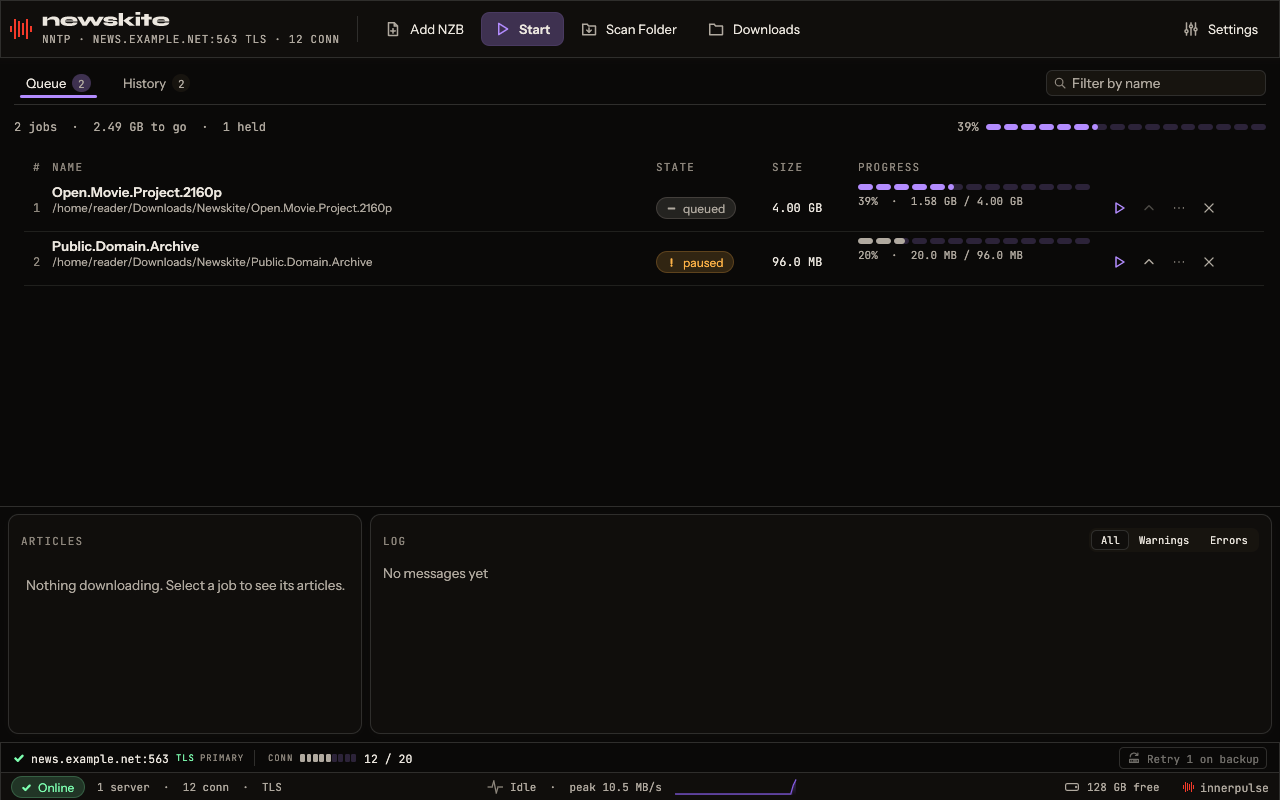 newskite
NNTP · NEWS.EXAMPLE.NET:563 TLS · 12 CONN
Add NZB
Start
Scan Folder
Downloads
Settings
Queue 2
History 2
Filter by name
2 jobs · 2.49 GB to go · 1 held
39%
# NAME STATE SIZE PROGRESS
Open.Movie.Project.2160p
1 /home/reader/Downloads/Newskite/Open.Movie.Project.2160p queued 4.00 GB
39% · 1.58 GB / 4.00 GB
Public.Domain.Archive
2 /home/reader/Downloads/Newskite/Public.Domain.Archive ! paused 96.0 MB
20% · 20.0 MB / 96.0 MB
ARTICLES
Nothing downloading. Select a job to see its articles.
LOG
All Warnings Errors
No messages yet
news.example.net:563 TLS PRIMARY CONN 12 / 20
Retry 1 on backup
Online 1 server · 12 conn · TLS
Idle · peak 10.5 MB/s
128 GB free
innerpulse